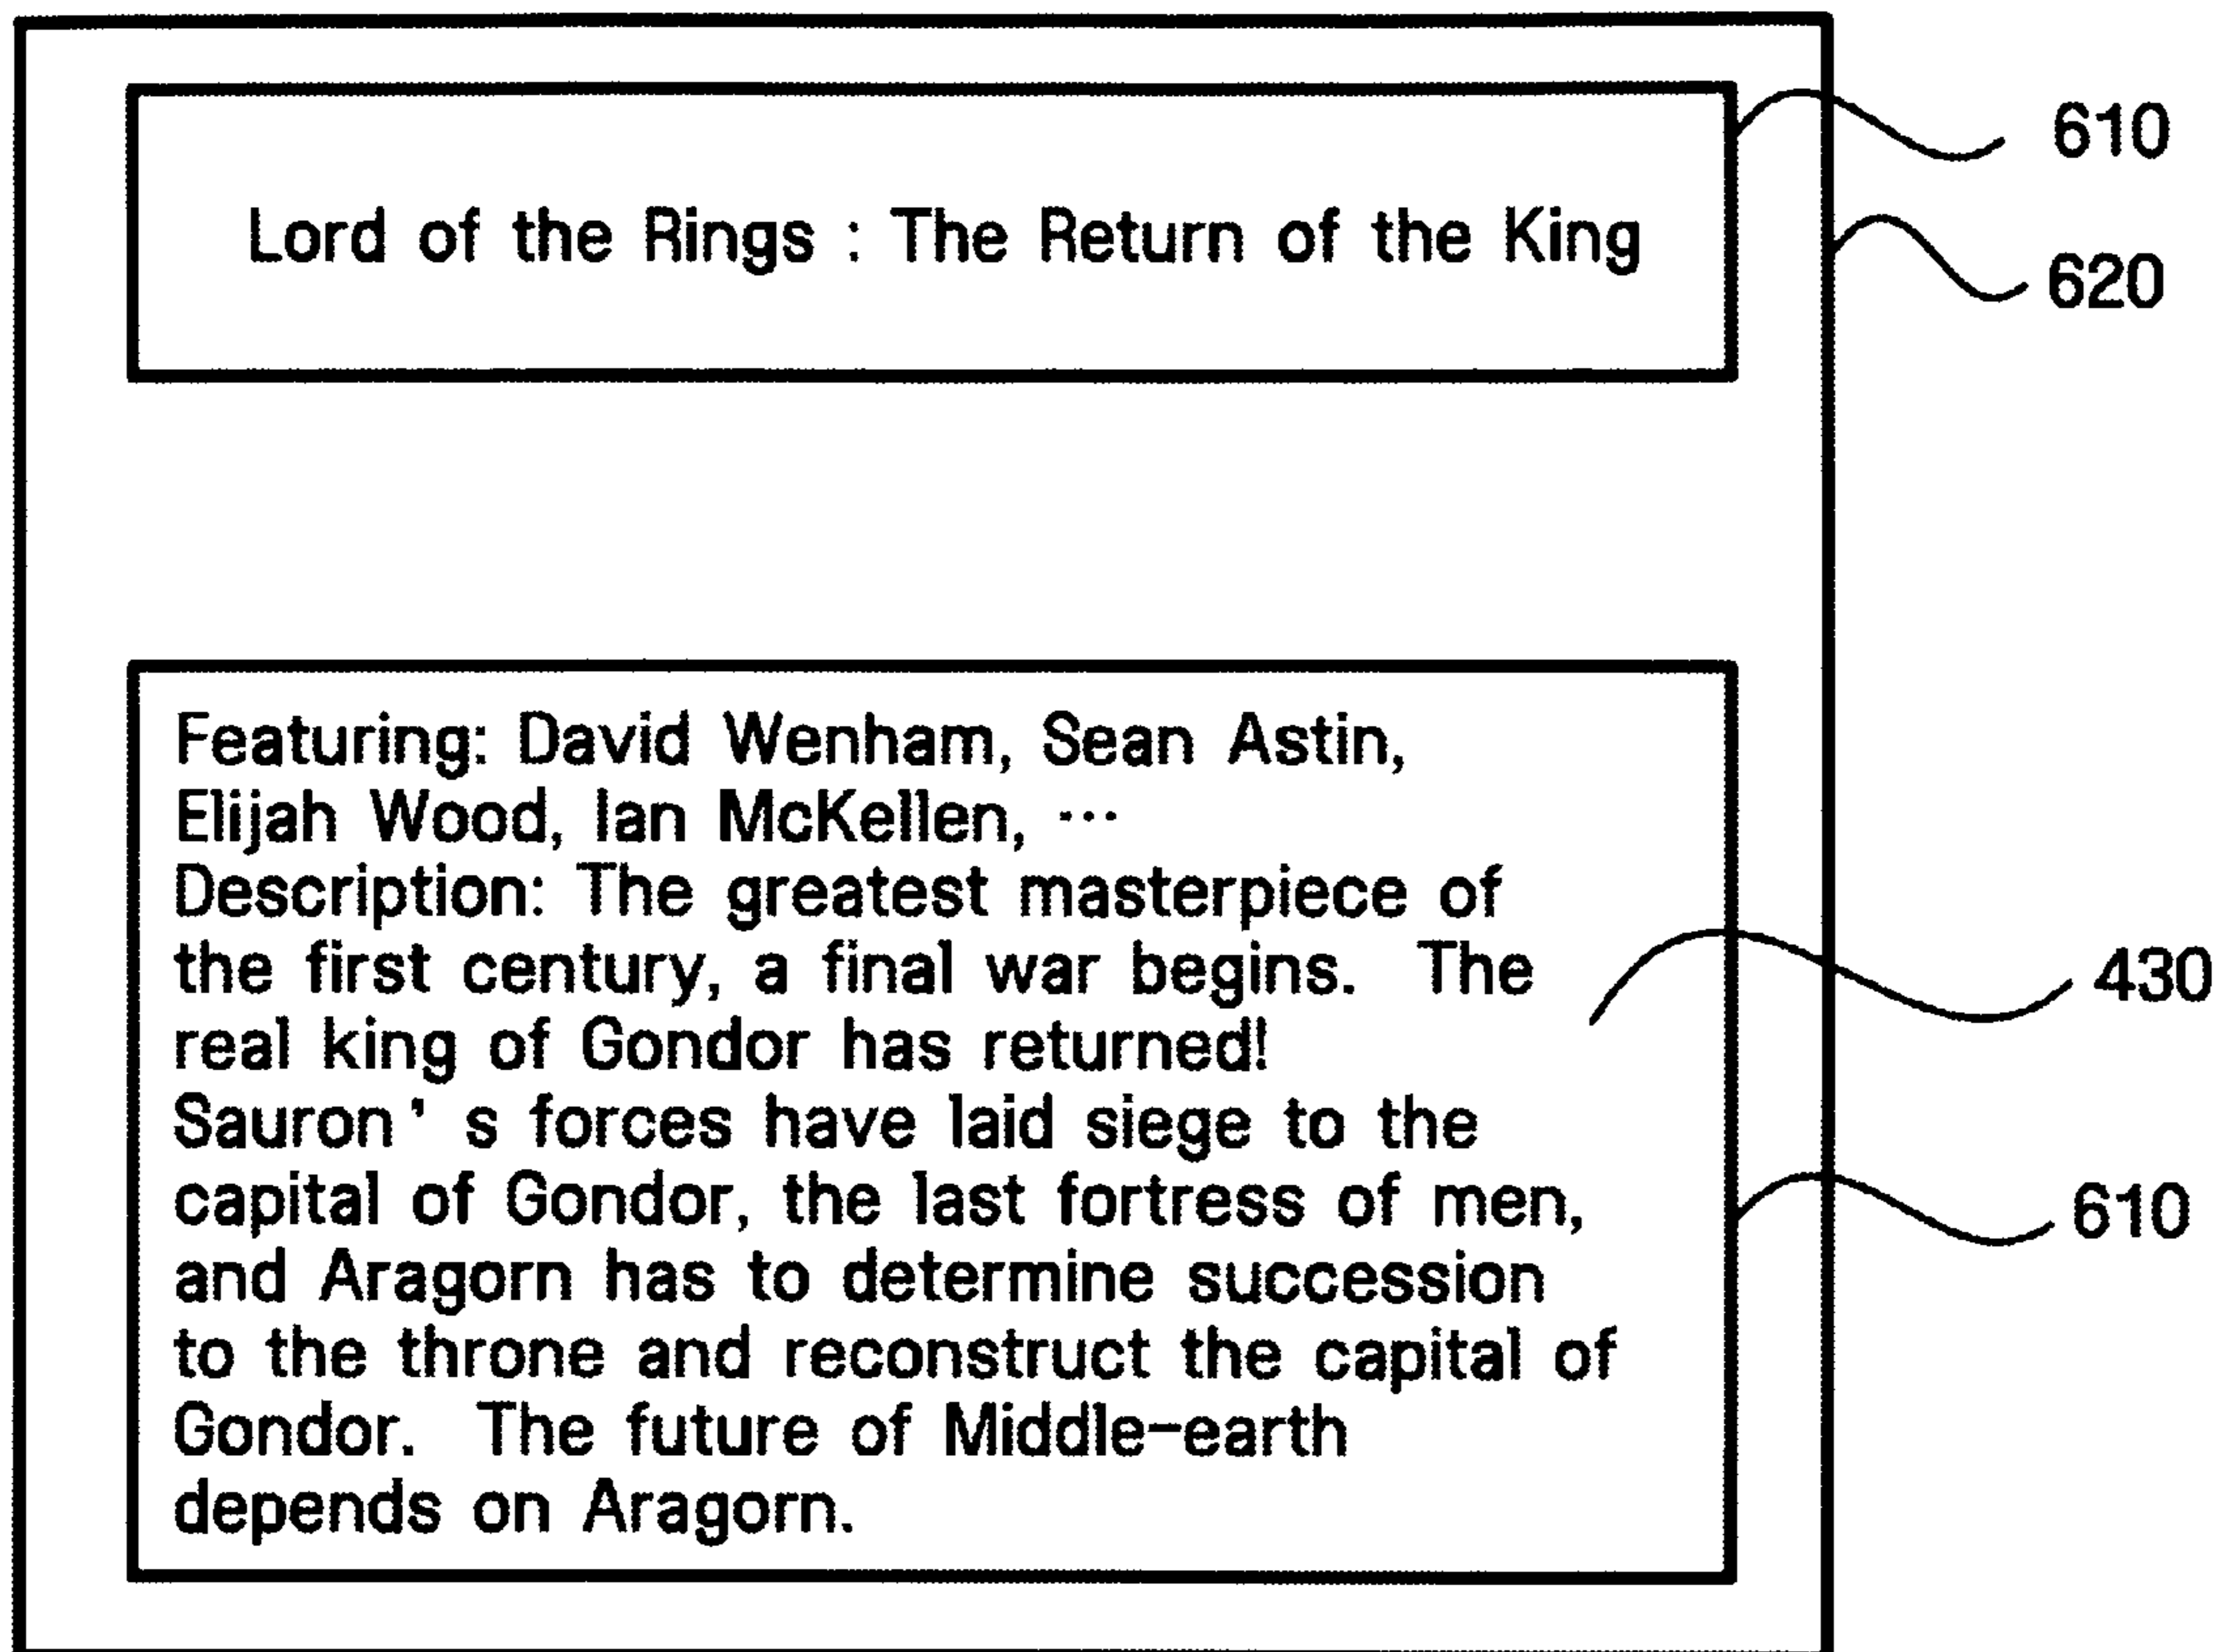 610
Lord of the Rings : The Return of the King
620
Featuring: David Wenham, Sean Astin,
Elijah Wood, Ian McKellen, ⋯
Description: The greatest masterpiece of
the first century, a final war begins. The
430
real king of Gondor has returned!
Sauron’ s forces have laid siege to the
capital of Gondor, the last fortress of men,
610
and Aragorn has to determine succession
to the throne and reconstruct the capital of
Gondor. The future of Middle-earth
depends on Aragorn.